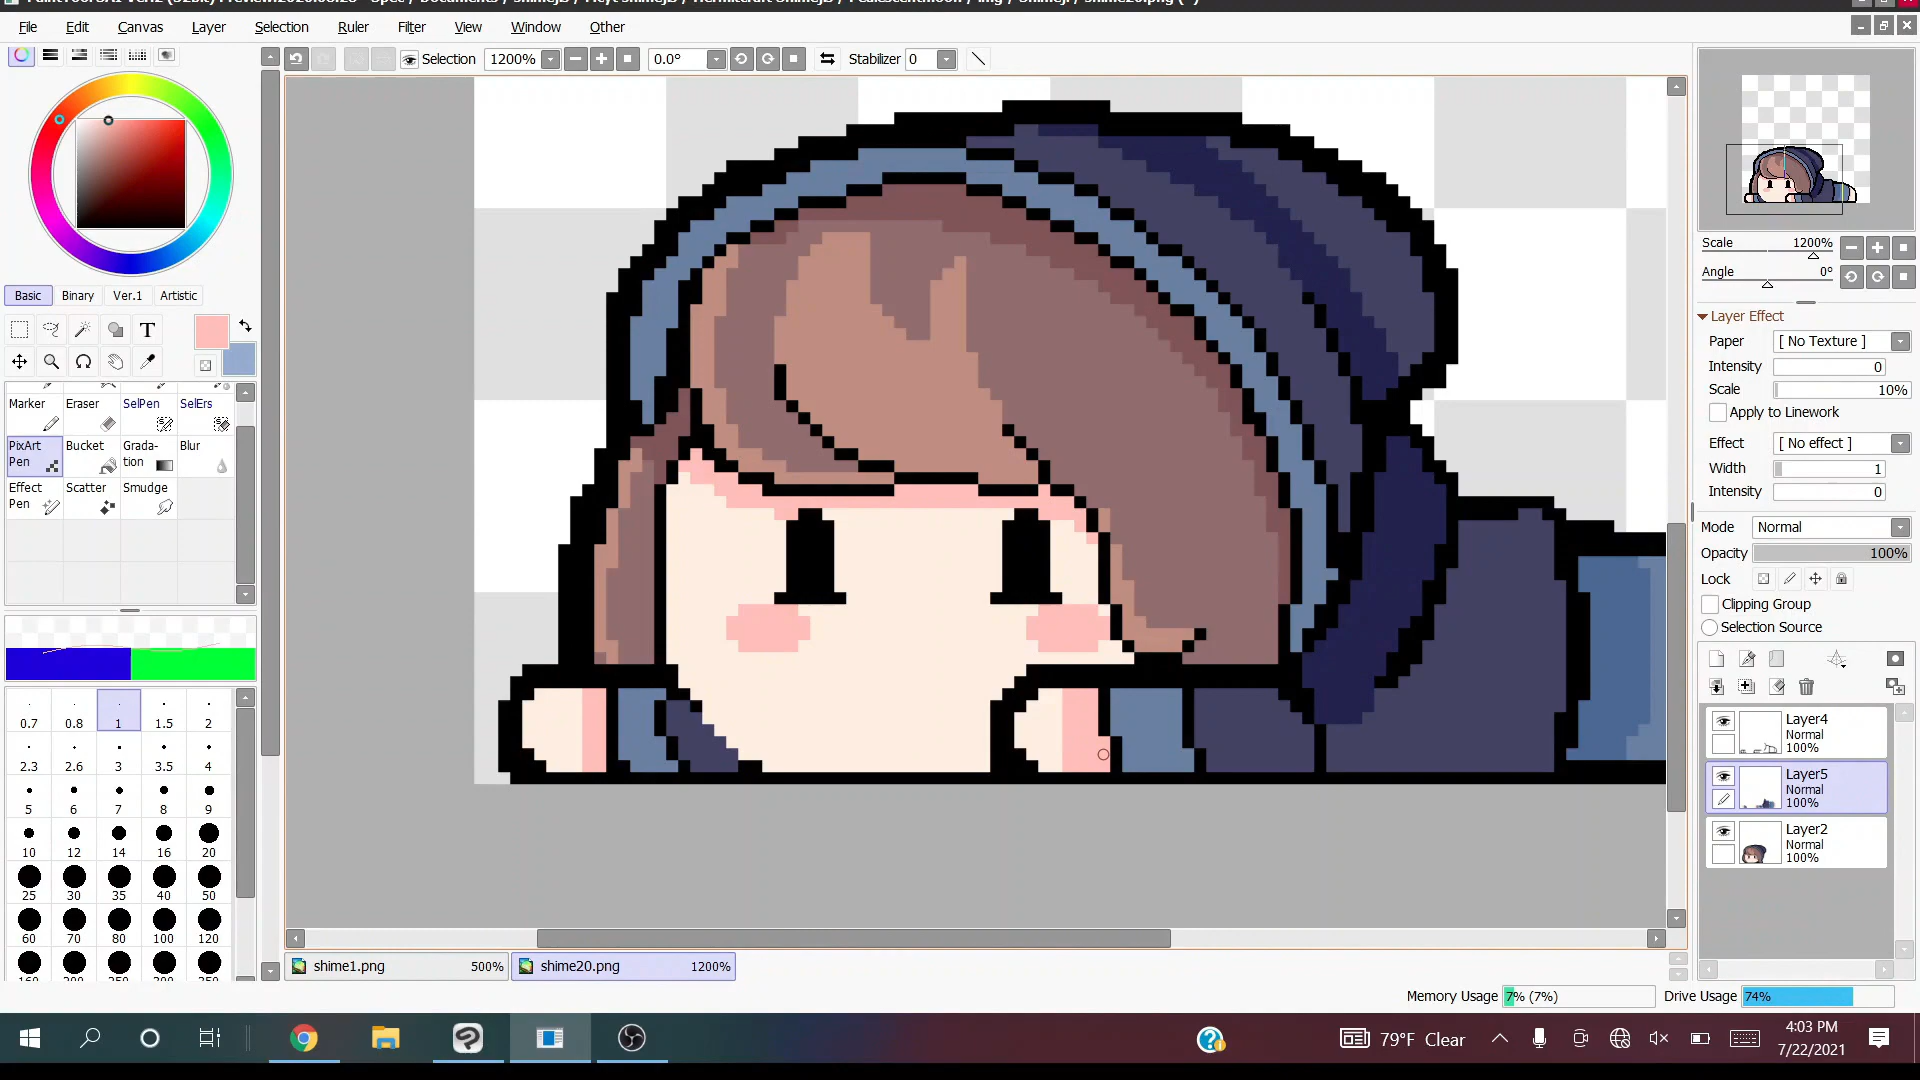 File Edit Canvas Layer Selection Filter Ruler View Window Other
Selection 1200% 0.0° Stabilizer 0
Basic Binary Ver.1 Artistic
T
Marker Eraser SelPen SelErs
PixArt Pen Bucket Grada- tion Blur
Effect Pen Scatter Smudge
0.7 0.8 1 1.5 2
2.3 2.6 3 3.5 4
5 6 7 8 9
10 12 14 16 20
25 30 35 40 50
60 70 80 100 120
Scale 1200%
Angle 0°
Layer Effect
Paper [ No Texture ]
Intensity 0
Scale 10%
Apply to Linework
Effect [ No effect ]
Width 1
Intensity 0
Mode Normal
Opacity 100%
Lock
Clipping Group
Selection Source
Layer4
Normal
100%
Layer5
Normal
100%
Layer2
Normal
100%
shime1.png 500% shime20.png 1200%
Memory Usage 7% (7%) Drive Usage 74%
79°F Clear
4:03 PM
7/22/2021